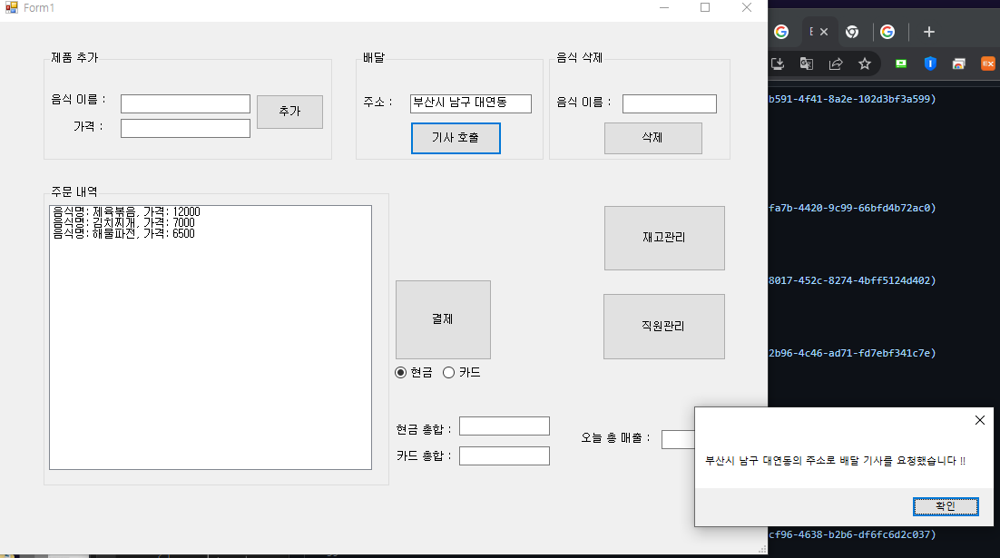 Form1
제품 추가
음식 이름 :
추가
가격 :
배달
주소 :
부산시 남구 대연동
기사 호출
음식 삭제
음식 이름 :
삭제
주문 내역
음식명: 제육볶음, 가격: 12000
음식명: 김치찌개, 가격: 7000
음식명: 해물파전, 가격: 6500
결제
현금
카드
재고관리
직원관리
현금 총합 :
카드 총합 :
오늘 총 매출 :
부산시 남구 대연동의 주소로 배달 기사를 요청했습니다 !!
확인
E
EX
b591-4f41-8a2e-102d3bf3a599)
fa7b-4420-9c99-66bfd4b72ac0)
8017-452c-8274-4bff5124d402)
2b96-4c46-ad71-fd7ebf341c7e)
cf96-4638-b2b6-df6fc6d2c037)